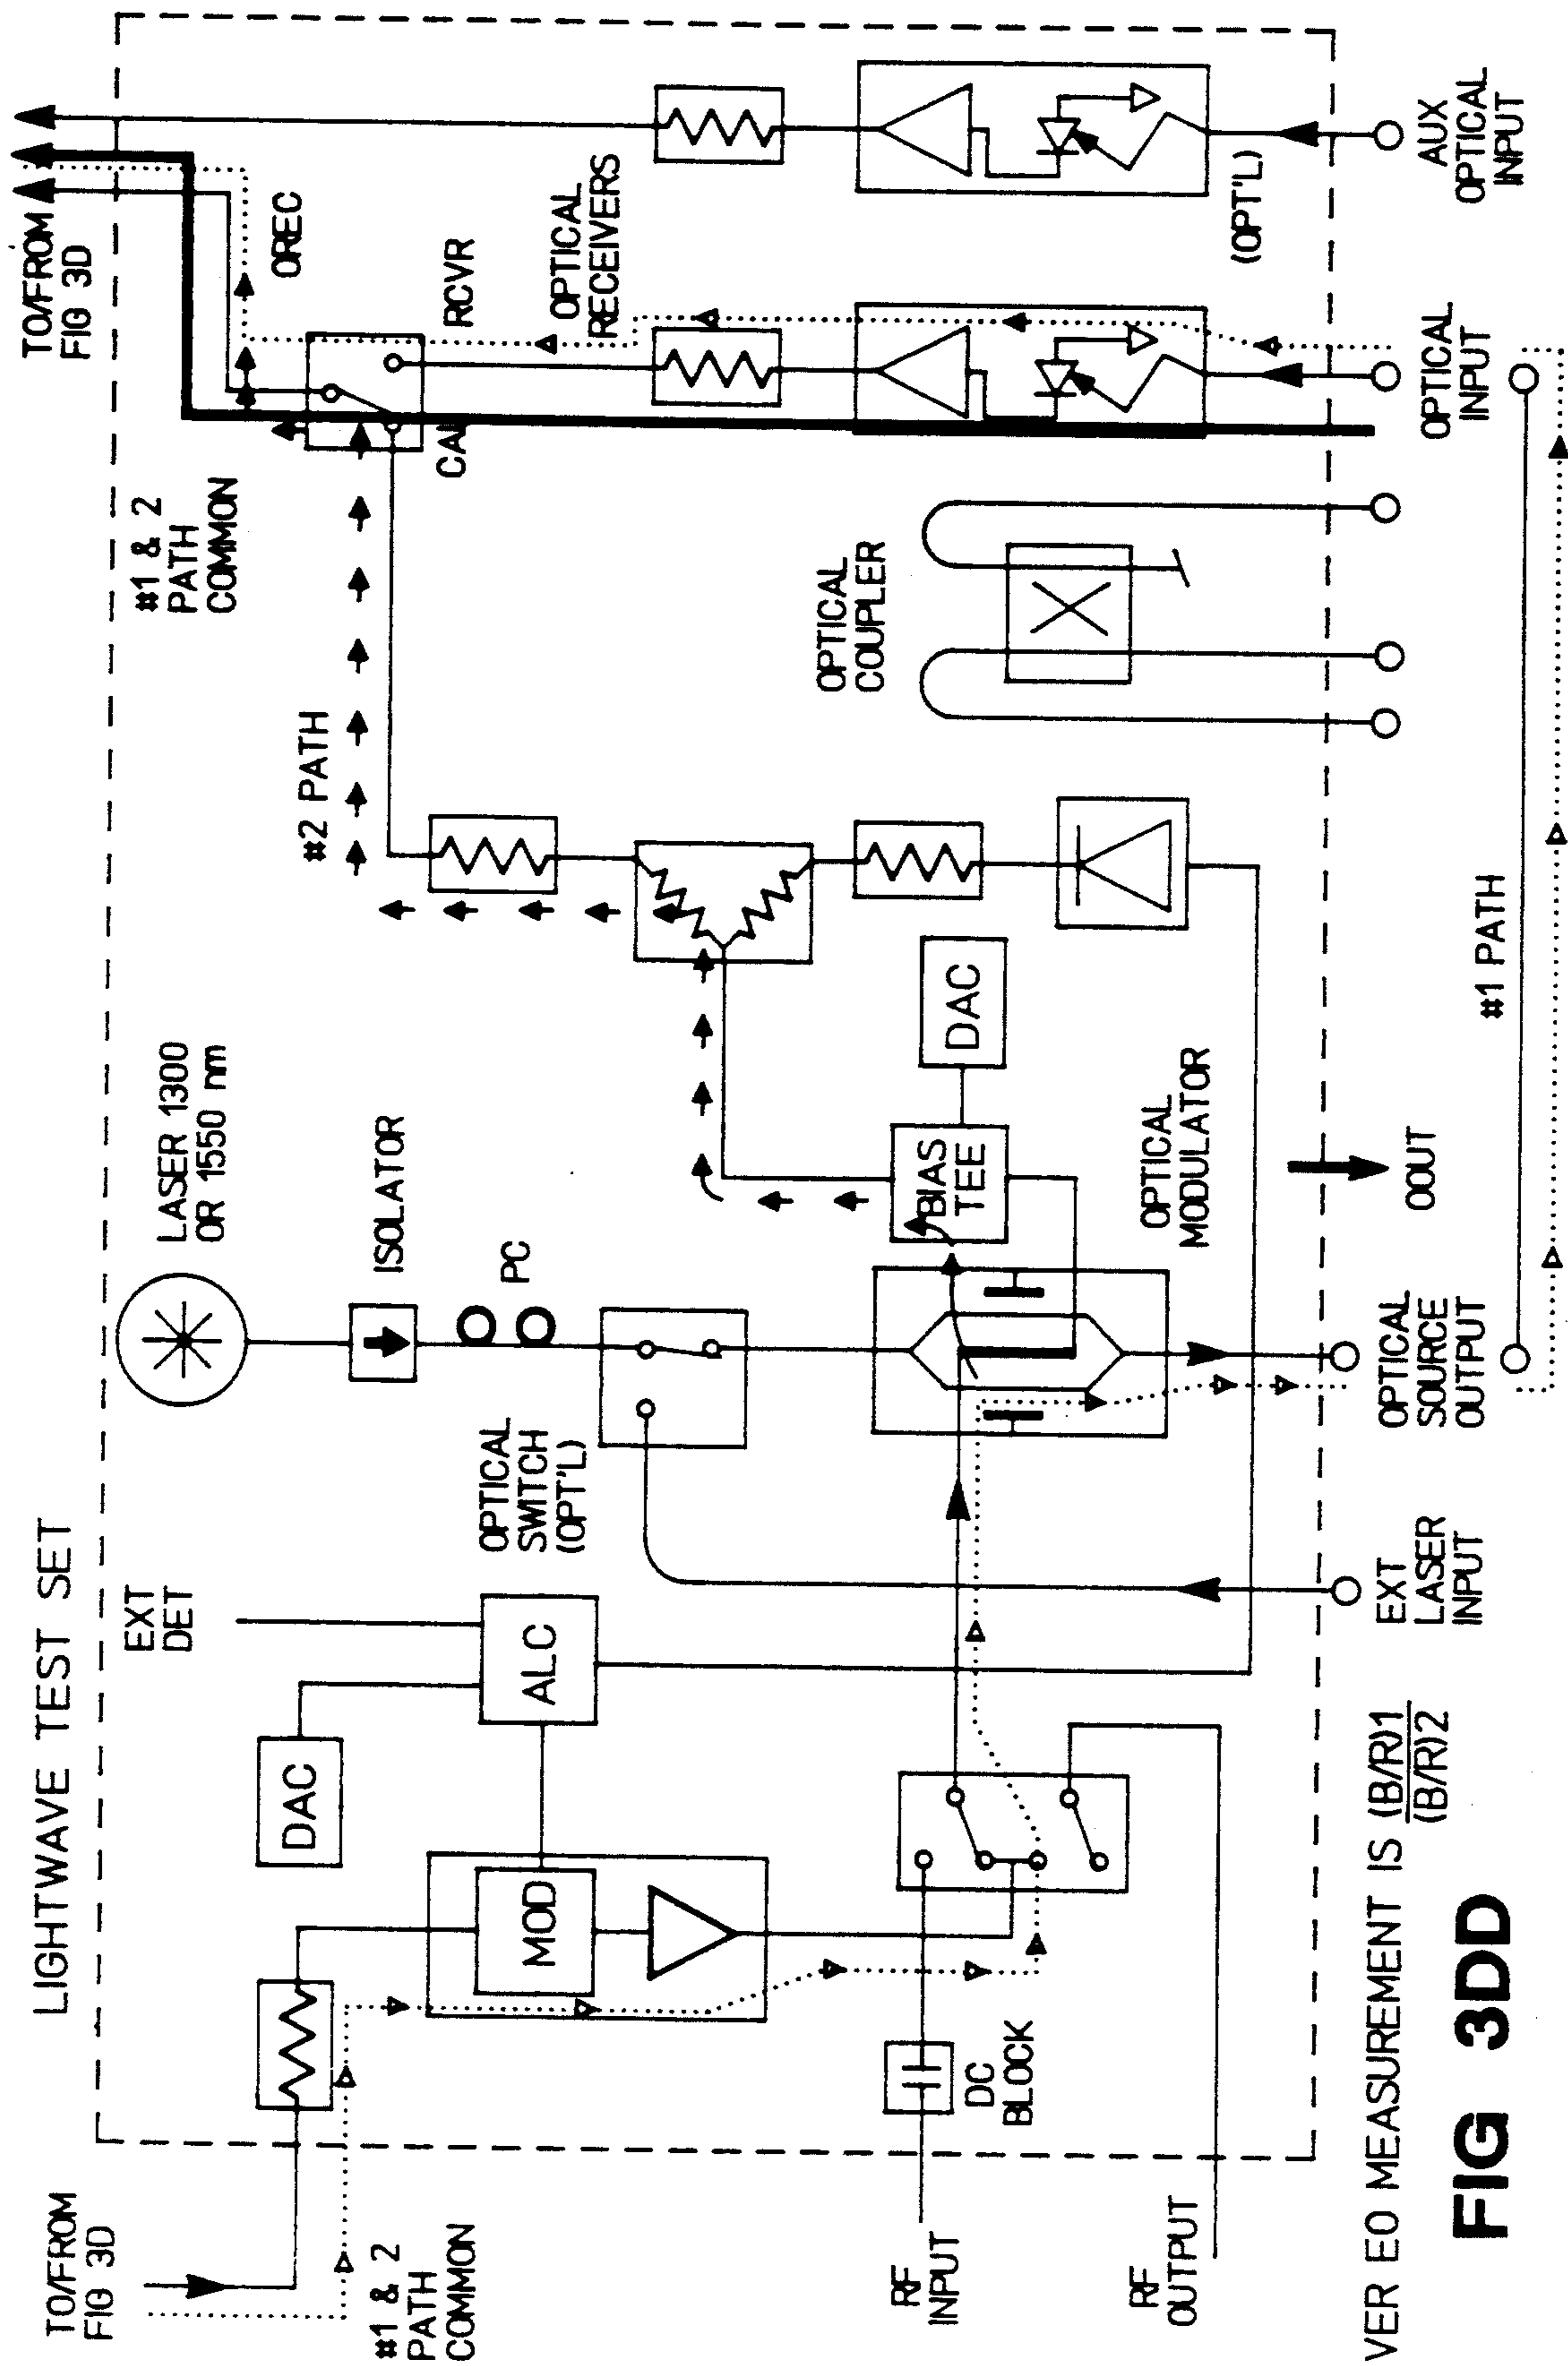 LIGHTWAVE TEST SET
TO/FROM
FIG 3D
#1 & 2
PATH
COMMON
DAC
EXT
DET
ALC
MOD
LASER 1300
OR 1550 nm
ISOLATOR
PC
OPTICAL
SWITCH
(OPT'L)
#2 PATH
#1 & 2
PATH
COMMON
TO/FROM
FIG 3D
OREC
CAL
RCVR
OPTICAL
RECEIVERS
DC
BLOCK
RF
INPUT
RF
OUTPUT
BIAS
TEE
DAC
OPTICAL
MODULATOR
OPTICAL
COUPLER
(OPT'L)
EXT
LASER
INPUT
OPTICAL
SOURCE
OUTPUT
OOUT
OPTICAL
INPUT
AUX
OPTICAL
INPUT
#1 PATH
VER EO MEASUREMENT IS (B/R)1
(B/R)2
FIG 3DD